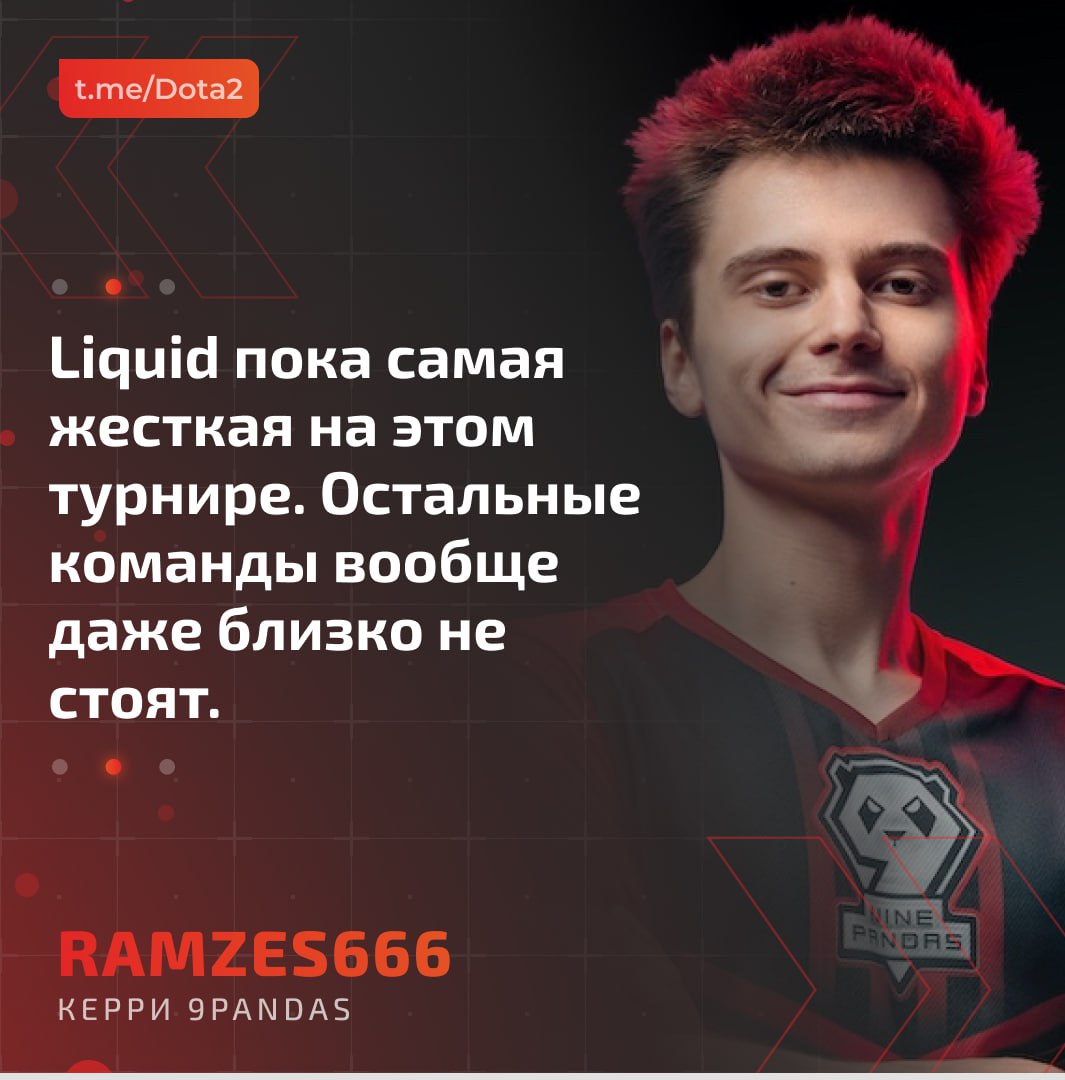 t.me/Dota2
Liquid пока самая
жесткая на этом
турнире. Остальные
команды вообще
даже близко не
стоят.
NINE
PANDAS
RAMZES666
КЕРРИ 9PANDAS